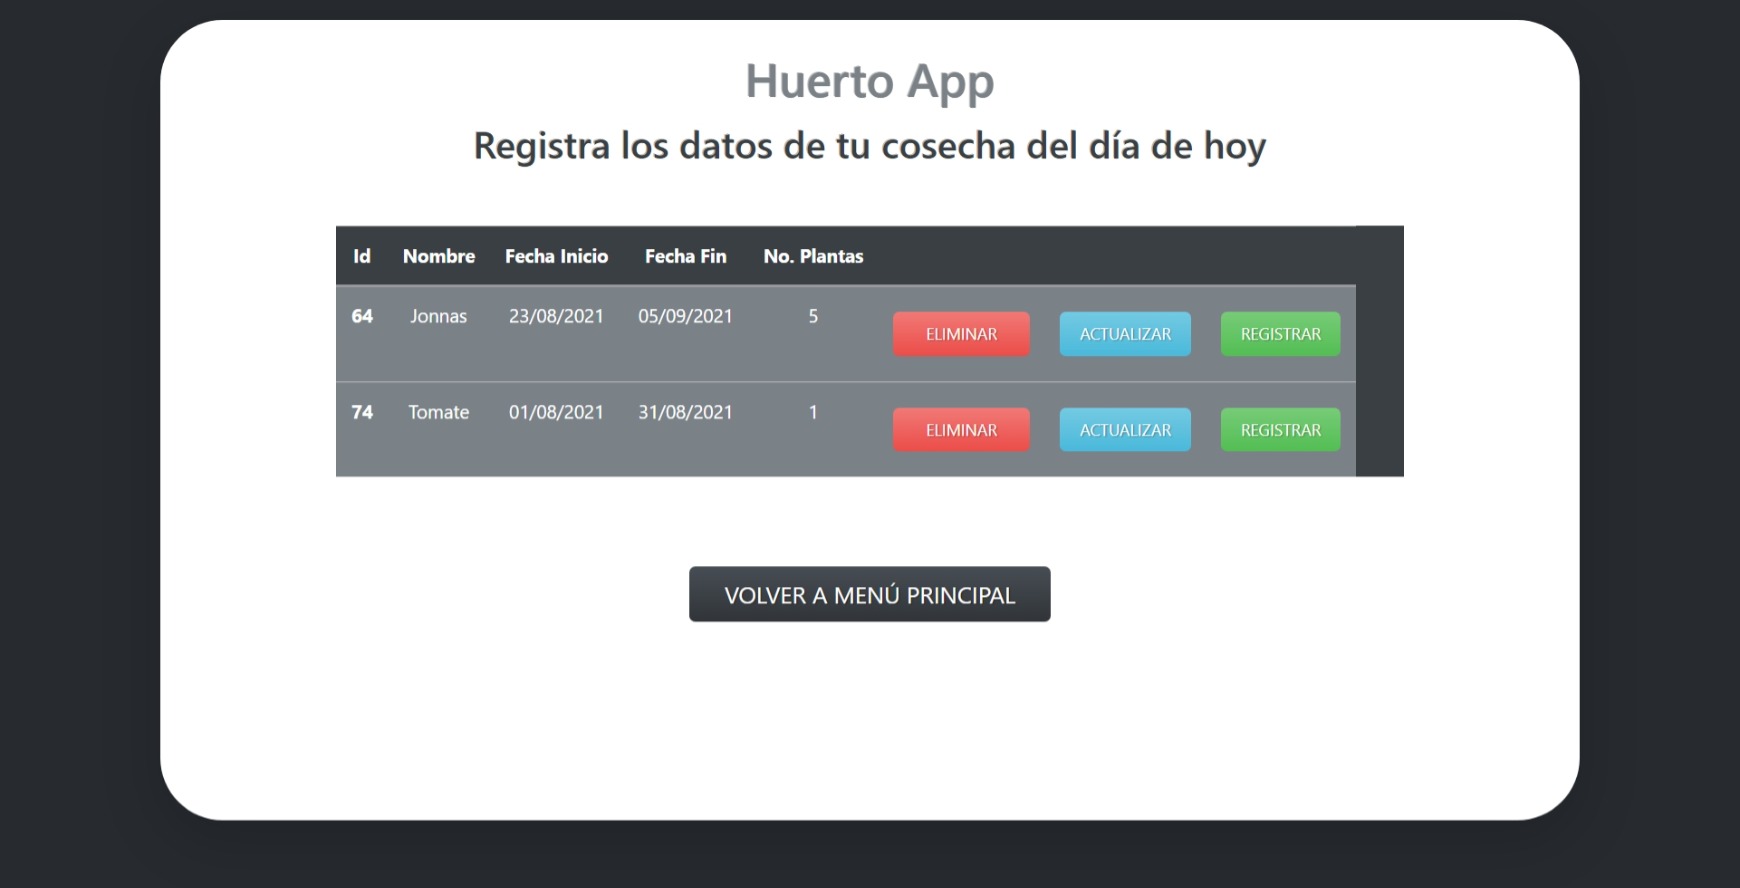 Huerto App
Registra los datos de tu cosecha del día de hoy
Id Nombre Fecha Inicio Fecha Fin No. Plantas
64 Jonnas 23/08/2021 05/09/2021 5 ELIMINAR ACTUALIZAR REGISTRAR
74 Tomate 01/08/2021 31/08/2021 1 ELIMINAR ACTUALIZAR REGISTRAR
VOLVER A MENÚ PRINCIPAL